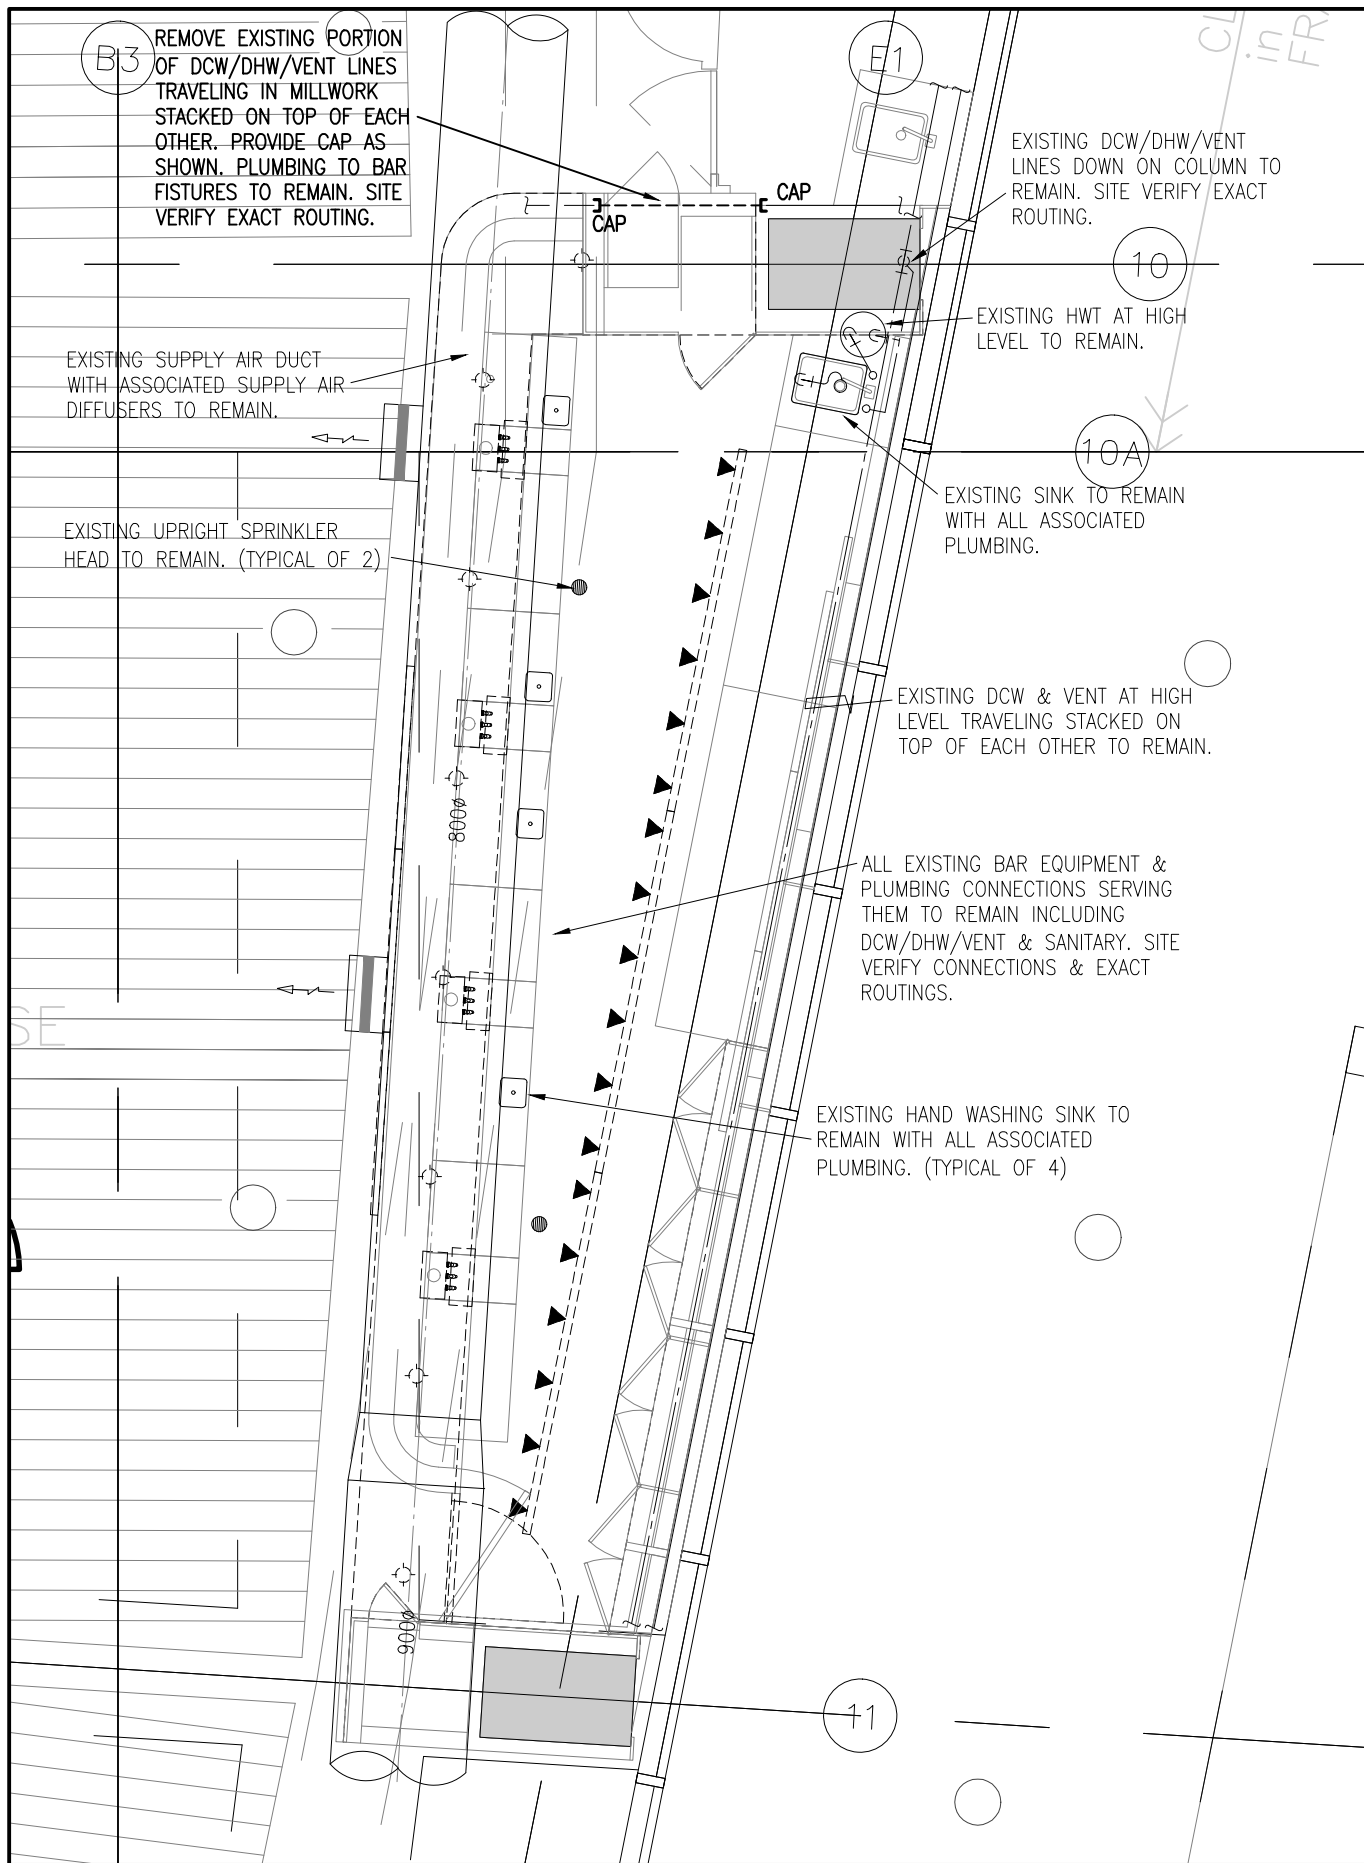 B3
REMOVE EXISTING PORTION
OF DCW/DHW/VENT LINES
TRAVELING IN MILLWORK
STACKED ON TOP OF EACH
OTHER. PROVIDE CAP AS
SHOWN. PLUMBING TO BAR
FISTURES TO REMAIN. SITE
VERIFY EXACT ROUTING.
E1
CL
in
FR
EXISTING DCW/DHW/VENT
LINES DOWN ON COLUMN TO
REMAIN. SITE VERIFY EXACT
ROUTING.
CAP
CAP
10
EXISTING HWT AT HIGH
LEVEL TO REMAIN.
EXISTING SUPPLY AIR DUCT
WITH ASSOCIATED SUPPLY AIR
DIFFUSERS TO REMAIN.
10A
EXISTING SINK TO REMAIN
WITH ALL ASSOCIATED
PLUMBING.
EXISTING UPRIGHT SPRINKLER
HEAD TO REMAIN. (TYPICAL OF 2)
EXISTING DCW & VENT AT HIGH
LEVEL TRAVELING STACKED ON
TOP OF EACH OTHER TO REMAIN.
800ø
ALL EXISTING BAR EQUIPMENT &
PLUMBING CONNECTIONS SERVING
THEM TO REMAIN INCLUDING
DCW/DHW/VENT & SANITARY. SITE
VERIFY CONNECTIONS & EXACT
ROUTINGS.
SE
EXISTING HAND WASHING SINK TO
REMAIN WITH ALL ASSOCIATED
PLUMBING. (TYPICAL OF 4)
900ø
11